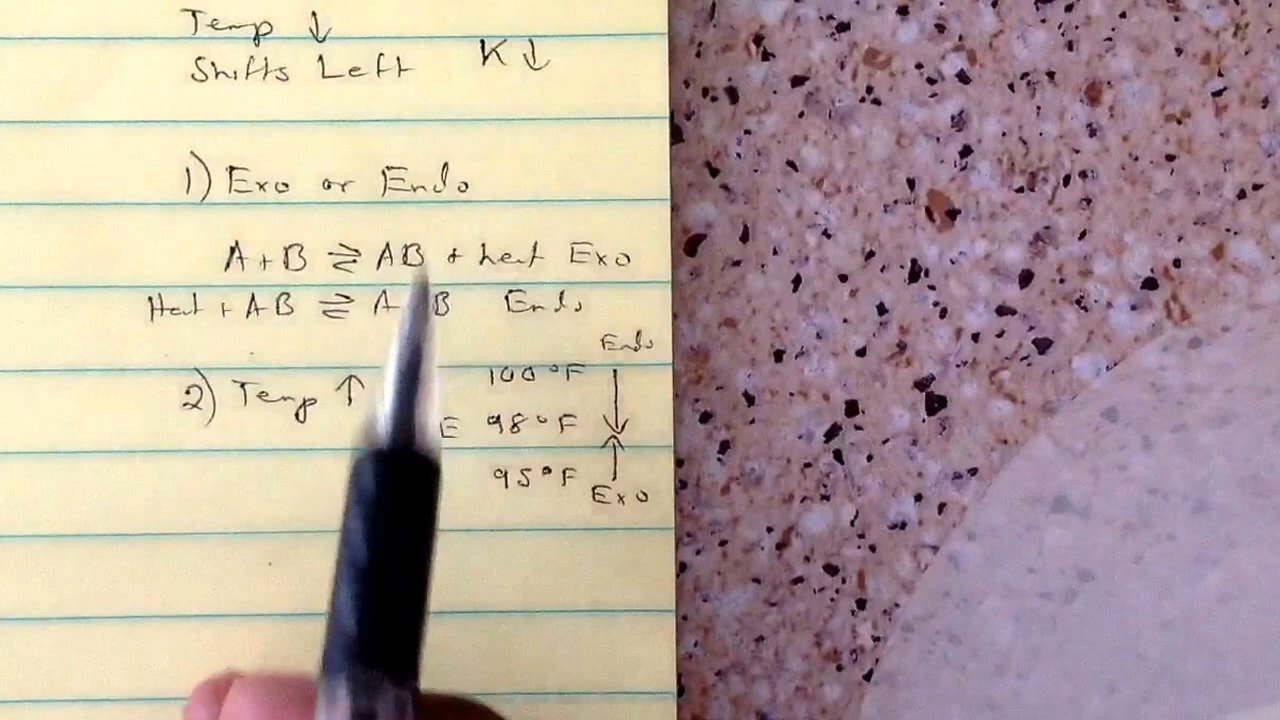 Temp ↓
Shifts Left K↓
1) Exo or Endo
A + B ⇌ AB + heat Exo
Heat + AB ⇌ A B Endo
Endo
2) Temp ↑ 100°F ↓
E 98°F
95°F ↑
Exo